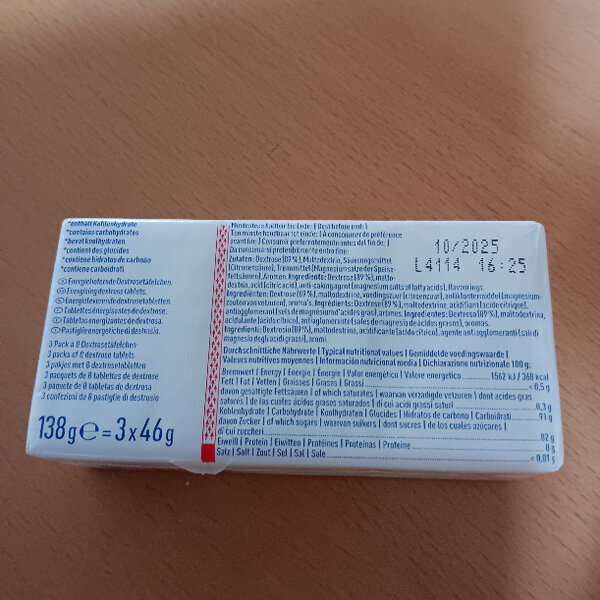 *enthält Kohlenhydrate
*contains carbohydrates
*bevat koolhydraten
*contient des glucides
*contiene hidratos de carbono
*contiene carboidrati
Energieliefernde Dextrosetäfelchen.
Energising dextrose tablets.
Energieleverende dextrosetabletten.
Tablettes énergisantes de dextrose.
Tabletas energizantes de dextrosa.
Pastiglie energetiche di destrosio.
3 Pack à 8 Dextrosetäfelchen
3 packs of 8 dextrose tablets
3 pakjes met 8 dextrosetabletten
3 paquets de 8 tablettes de dextrose
3 paquete de 8 tabletas de dextrosa
3 confezioni da 8 pastiglie di destrosio
138g e = 3x46g
Mindestens haltbar bis Ende: | Best before end: |
Ten minste houdbaar tot einde: | A consommer de préférence
avant fin: | Consumir preferentemente antes del fin de: |
Da consumarsi preferibilmente entro fine:
10/2025
L4114 16:25
Zutaten: Dextrose (89 %), Maltodextrin, Säuerungsmittel
(Citronensäure), Trennmittel (Magnesiumsalze der Speise-
fettsäuren), Aromen. Ingredients: Dextrose (89 %), malto-
dextrin, acid (citric acid), anti-caking agent (magnesium salts of fatty acids), flavourings.
Ingrediënten: Dextrose (89 %), maltodextrine, voedingszuur (citroenzuur), antiklontermiddel (magnesium-
zouten van vetzuren), aroma's. Ingrédients: Dextrose (89 %), maltodextrine, acidifiant (acide citrique),
antiagglomérant (sels de magnésium d'acides gras), arômes. Ingredientes: Dextrosa (89 %), maltodextrina,
acidulante (ácido cítrico), antiaglomerante (sales de magnesio de ácidos grasos), aromas.
Ingredienti: Destrosio (89 %), maltodestrina, acidificante (acido citrico), agente antiagglomerante (sali di
magnesio degli acidi grassi), aromi.
Durchschnittliche Nährwerte | Typical nutritional values | Gemiddelde voedingswaarde |
Valeurs nutritives moyennes | Información nutricional media | Dichiarazione nutrizionale 100 g:
Brennwert | Energy | Energie | Énergie | Valor energético | Valore energetico 1562 kJ / 368 kcal
Fett | Fat | Vetten | Graisses | Grasas | Grassi < 0,5 g
davon gesättigte Fettsäuren | of which saturates | waarvan verzadigde vetzuren | dont acides gras
saturés | de las cuales ácidos grasos saturados | di cui acidi grassi saturi 0,3 g
Kohlenhydrate | Carbohydrate | Koolhydraten | Glucides | Hidratos de carbono | Carboidrati 91 g
davon Zucker | of which sugars | waarvan suikers | dont sucres | de los cuales azúcares |
di cui zuccheri 82 g
Eiweiß | Protein | Eiwitten | Protéines | Proteínas | Proteine 0 g
Salz | Salt | Zout | Sel | Sal | Sale < 0,01 g